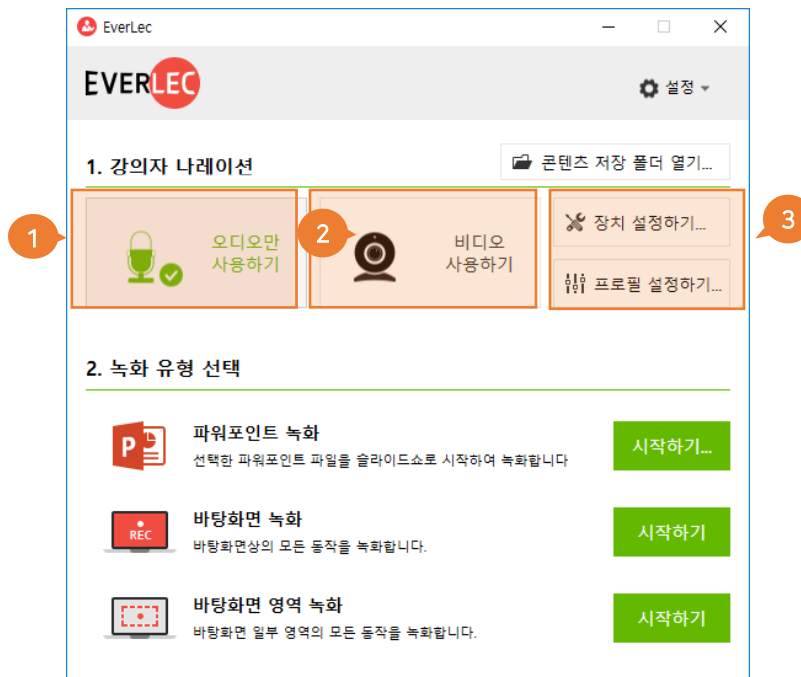 EverLec
EVERLEC
설정
1. 강의자 나레이션
콘텐츠 저장 폴더 열기...
1
오디오만
사용하기
2
비디오
사용하기
장치 설정하기...
프로필 설정하기...
3
2. 녹화 유형 선택
P
파워포인트 녹화
선택한 파워포인트 파일을 슬라이드쇼로 시작하여 녹화합니다
시작하기...
REC
바탕화면 녹화
바탕화면상의 모든 동작을 녹화합니다.
시작하기
바탕화면 영역 녹화
바탕화면 일부 영역의 모든 동작을 녹화합니다.
시작하기